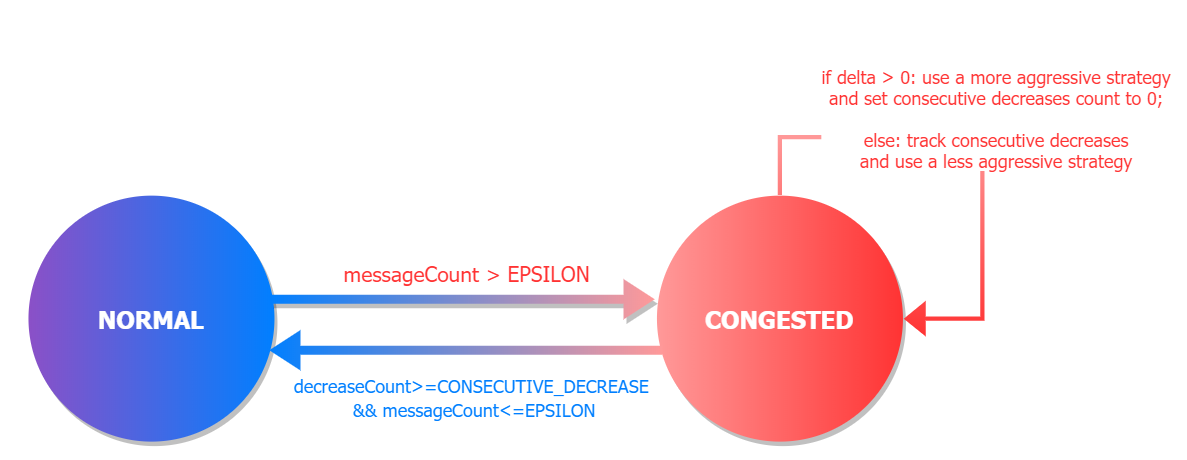 if delta > 0: use a more aggressive strategy
and set consecutive decreases count to 0;
else: track consecutive decreases
and use a less aggressive strategy
messageCount > EPSILON
NORMAL
CONGESTED
decreaseCount>=CONSECUTIVE_DECREASE
&& messageCount<=EPSILON